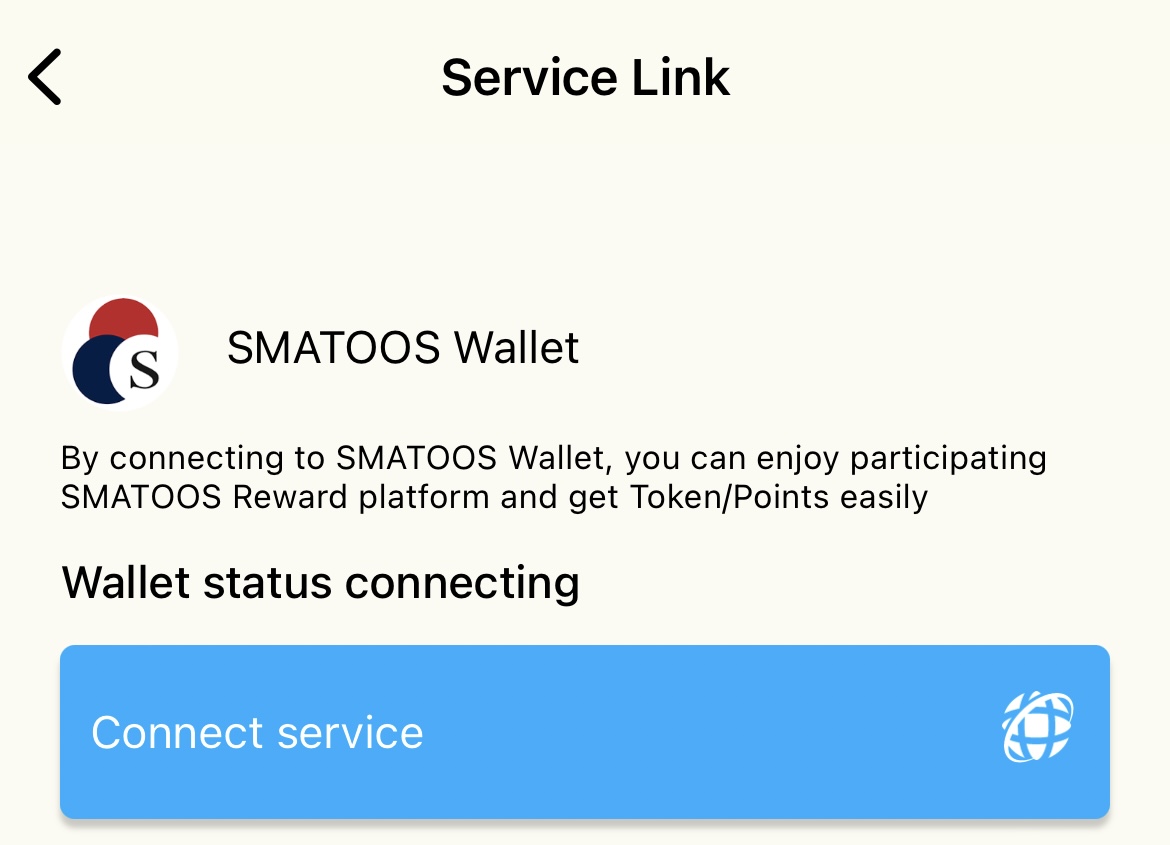 Service Link
S
SMATOOS Wallet
By connecting to SMATOOS Wallet, you can enjoy participating
SMATOOS Reward platform and get Token/Points easily
Wallet status connecting
Connect service